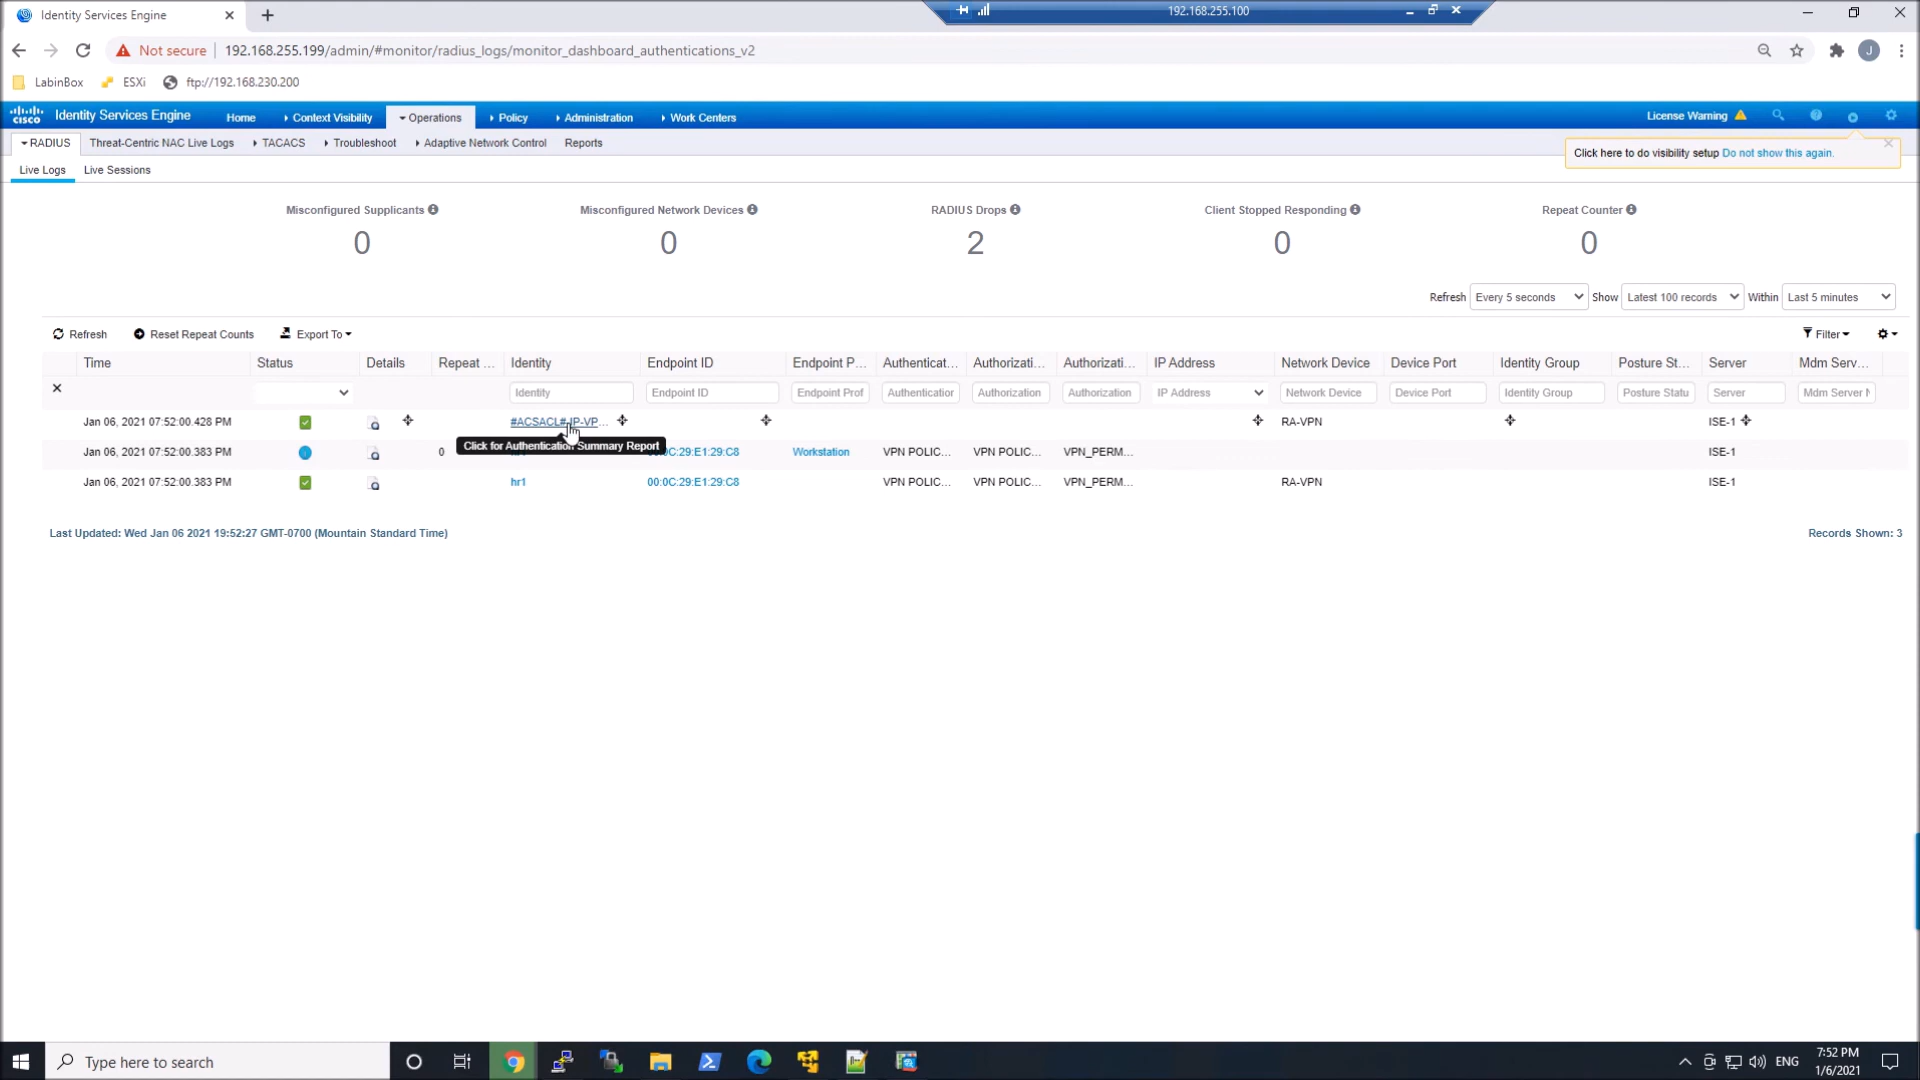 Identity Services Engine
192.168.255.100
Not secure
192.168.255.199/admin/#monitor/radius_logs/monitor_dashboard_authentications_v2
J
LabinBox
ESXi
ftp://192.168.230.200
cisco
Identity Services Engine
Home
Context Visibility
Operations
Policy
Administration
Work Centers
License Warning
RADIUS
Threat-Centric NAC Live Logs
TACACS
Troubleshoot
Adaptive Network Control
Reports
Click here to do visibility setup Do not show this again.
Live Logs
Live Sessions
Misconfigured Supplicants
Misconfigured Network Devices
RADIUS Drops
Client Stopped Responding
Repeat Counter
0
0
2
0
0
Refresh Every 5 seconds Show Latest 100 records Within Last 5 minutes
Refresh
Reset Repeat Counts
Export To
Filter
Time Status Details Repeat ... Identity Endpoint ID Endpoint P... Authenticat... Authorizati... Authorizati... IP Address Network Device Device Port Identity Group Posture St... Server Mdm Serv...
Identity Endpoint ID Endpoint Prof Authentication Authorization Authorization IP Address Network Device Device Port Identity Group Posture Statu Server Mdm Server N
Jan 06, 2021 07:52:00.428 PM #ACSACL#-IP-VP... RA-VPN ISE-1
Click for Authentication Summary Report
Jan 06, 2021 07:52:00.383 PM 0 0C:29:E1:29:C8 Workstation VPN POLIC... VPN POLIC... VPN_PERM... ISE-1
Jan 06, 2021 07:52:00.383 PM hr1 00:0C:29:E1:29:C8 VPN POLIC... VPN POLIC... VPN_PERM... RA-VPN ISE-1
Last Updated: Wed Jan 06 2021 19:52:27 GMT-0700 (Mountain Standard Time)
Records Shown: 3
Type here to search
ENG
7:52 PM
1/6/2021